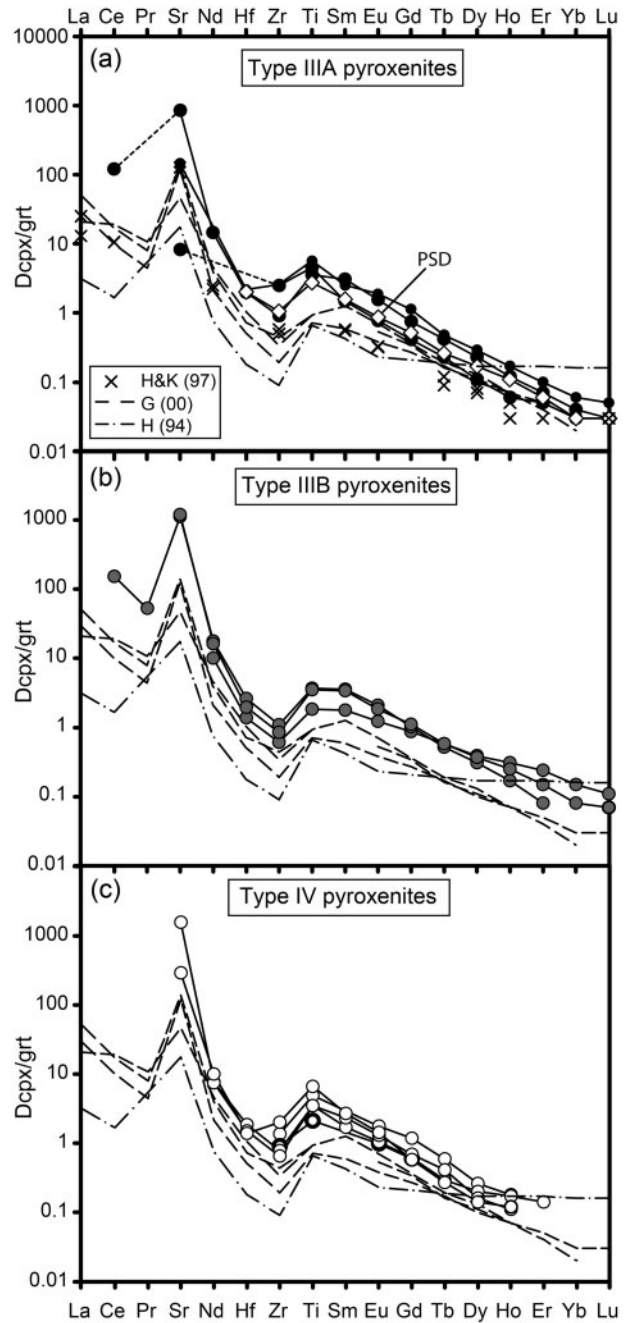 La Ce Pr Sr Nd Hf Zr Ti Sm Eu Gd Tb Dy Ho Er Yb Lu
10000
(a)
Type IIIA pyroxenites
1000
100
10
PSD
1
0.1
H&K (97)
G (00)
H (94)
0.01
Dcpx/grt
(b)
Type IIIB pyroxenites
1000
100
10
1
0.1
0.01
Dcpx/grt
(c)
Type IV pyroxenites
1000
100
10
1
0.1
0.01
Dcpx/grt
La Ce Pr Sr Nd Hf Zr Ti Sm Eu Gd Tb Dy Ho Er Yb Lu